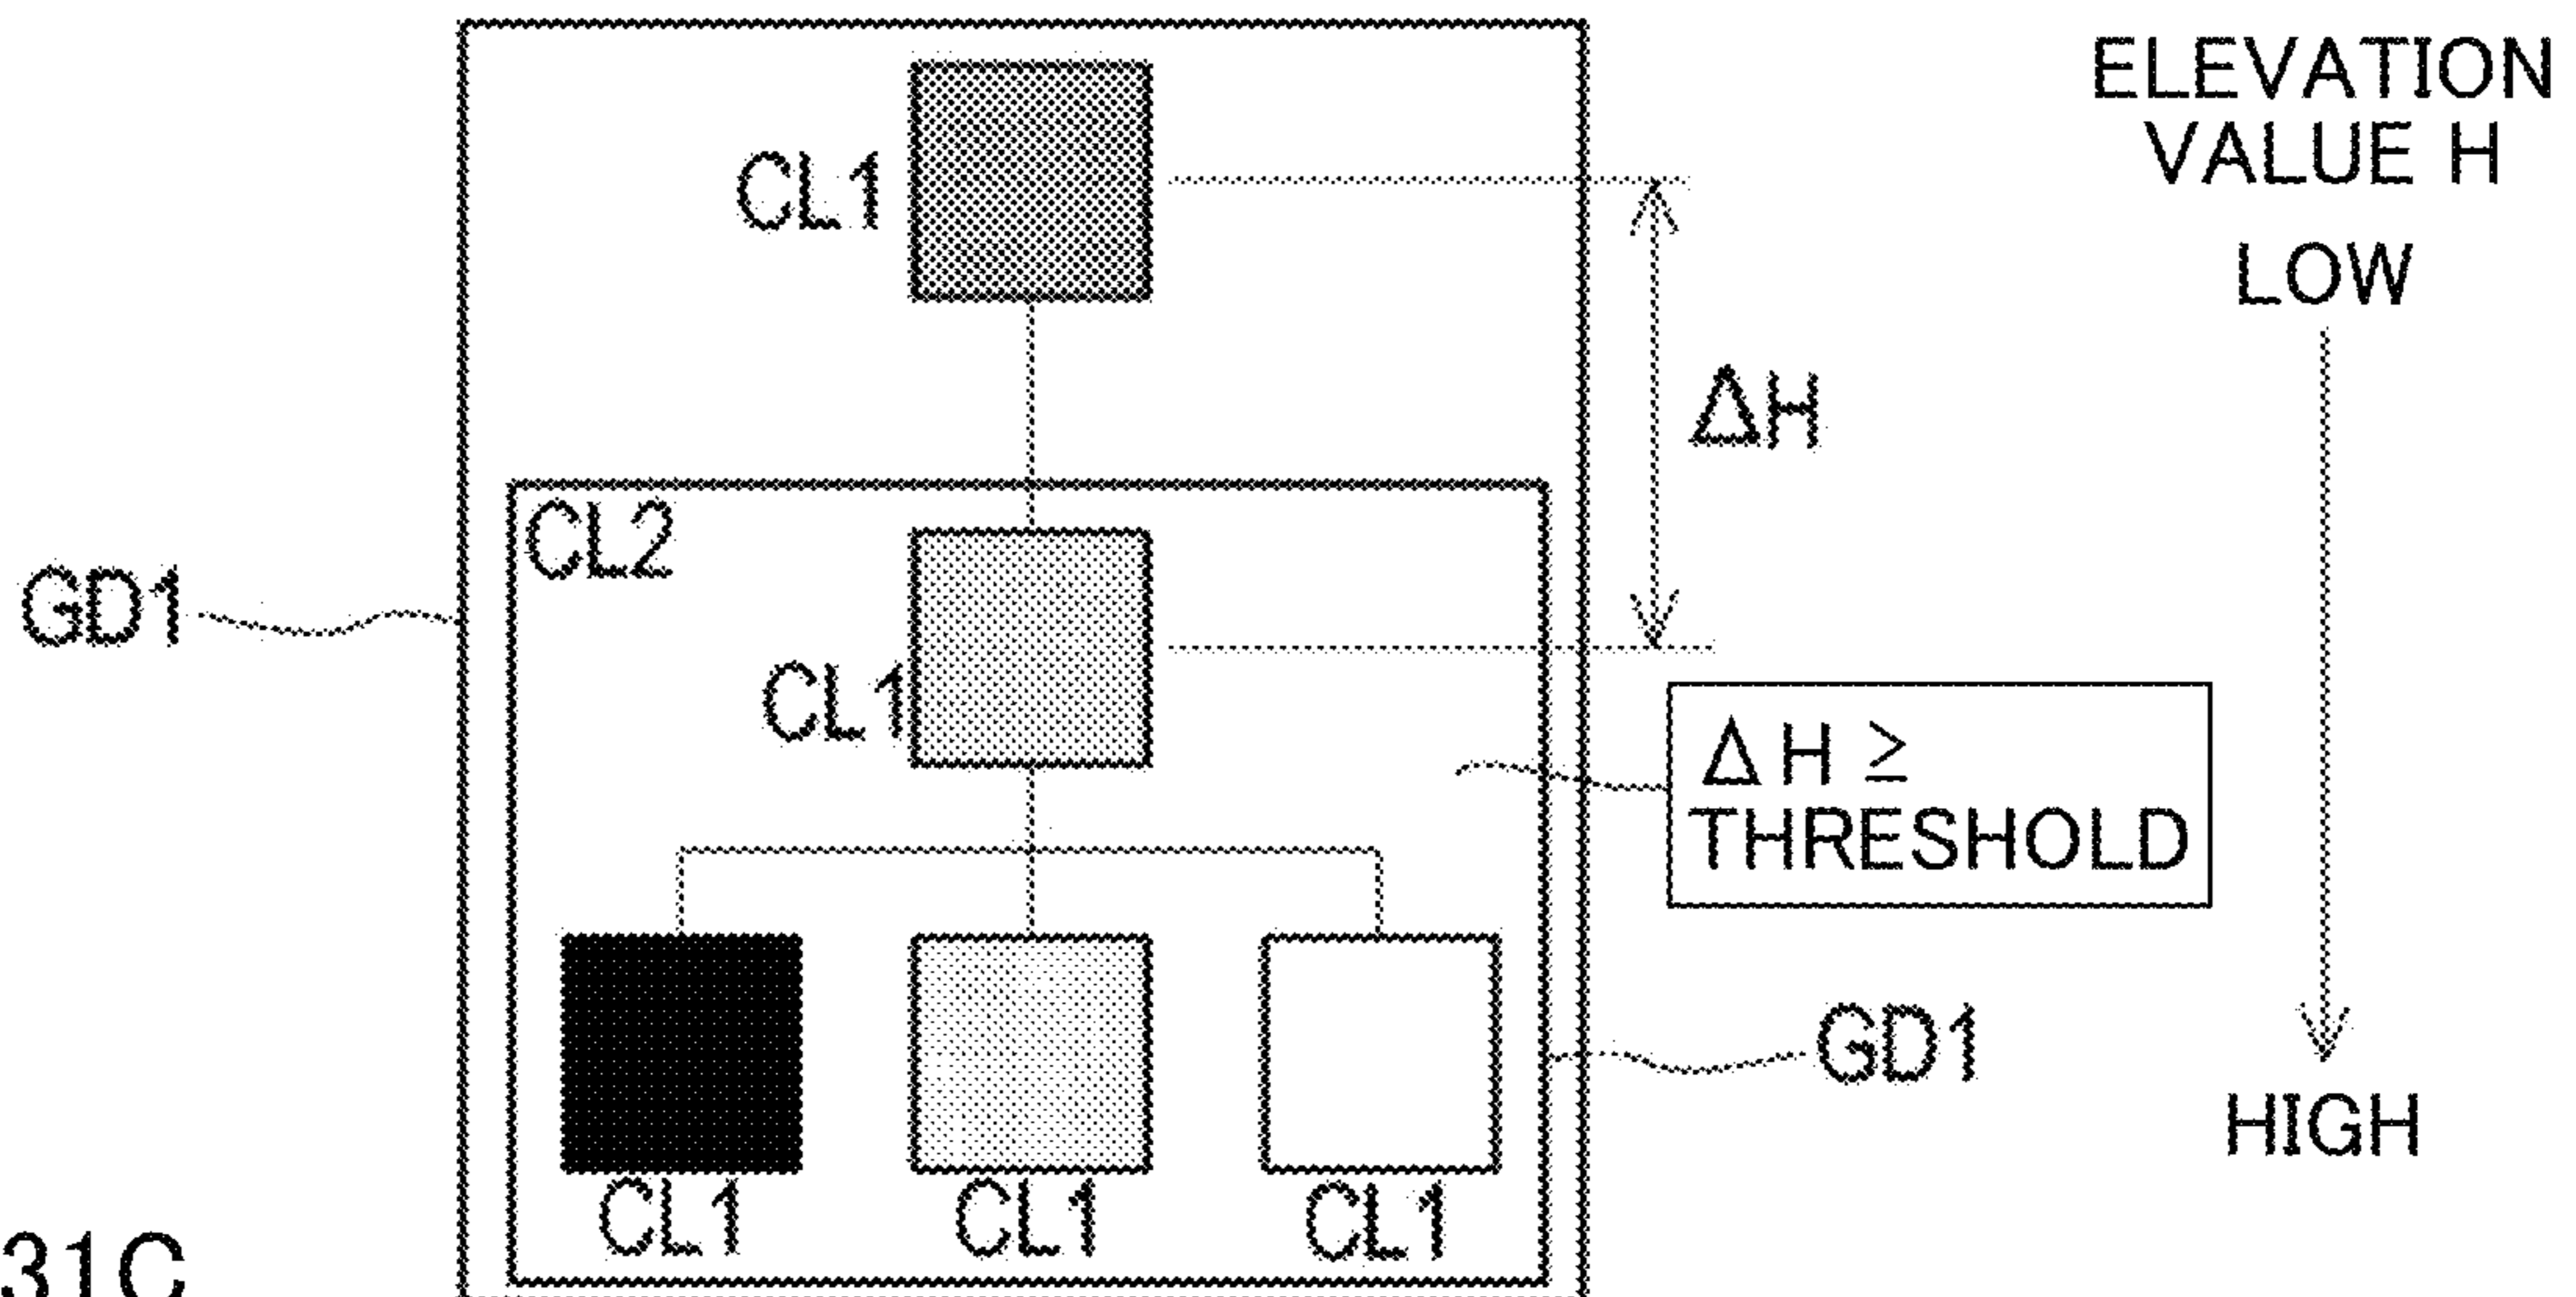 ELEVATION
VALUE H
LOW
CL1
ΔH
CL2
GD1
CL1
ΔH ≥
THRESHOLD
GD1
HIGH
CL1 CL1 CL1
31C